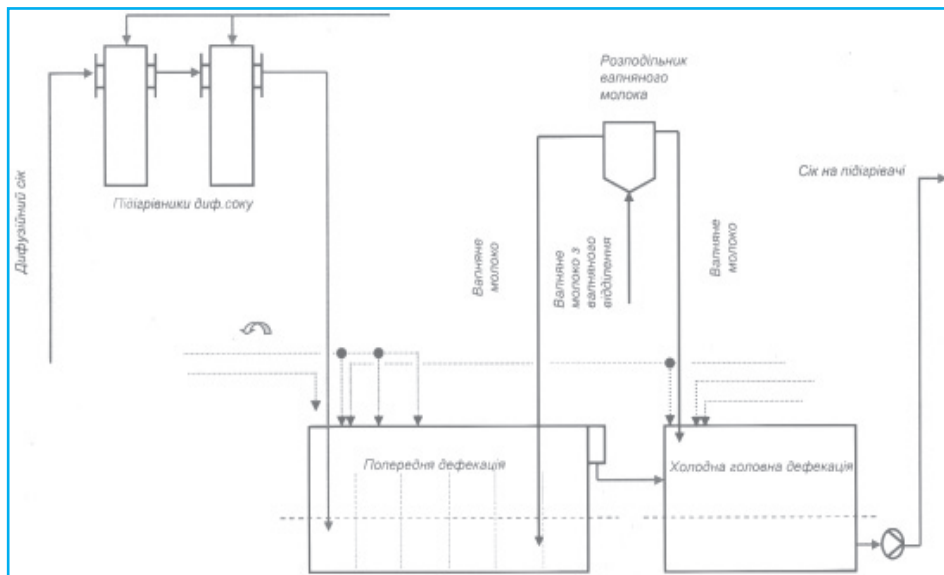 Розподільник
вапняного
молока
Сік на підігрівачі
Дифузійний сік
Підігрівники диф.соку
Вапняне
молоко
Вапняне
молоко з
вапняного
відділення
Вапняне
молоко
Попередня дефекація
Холодна головна дефекація